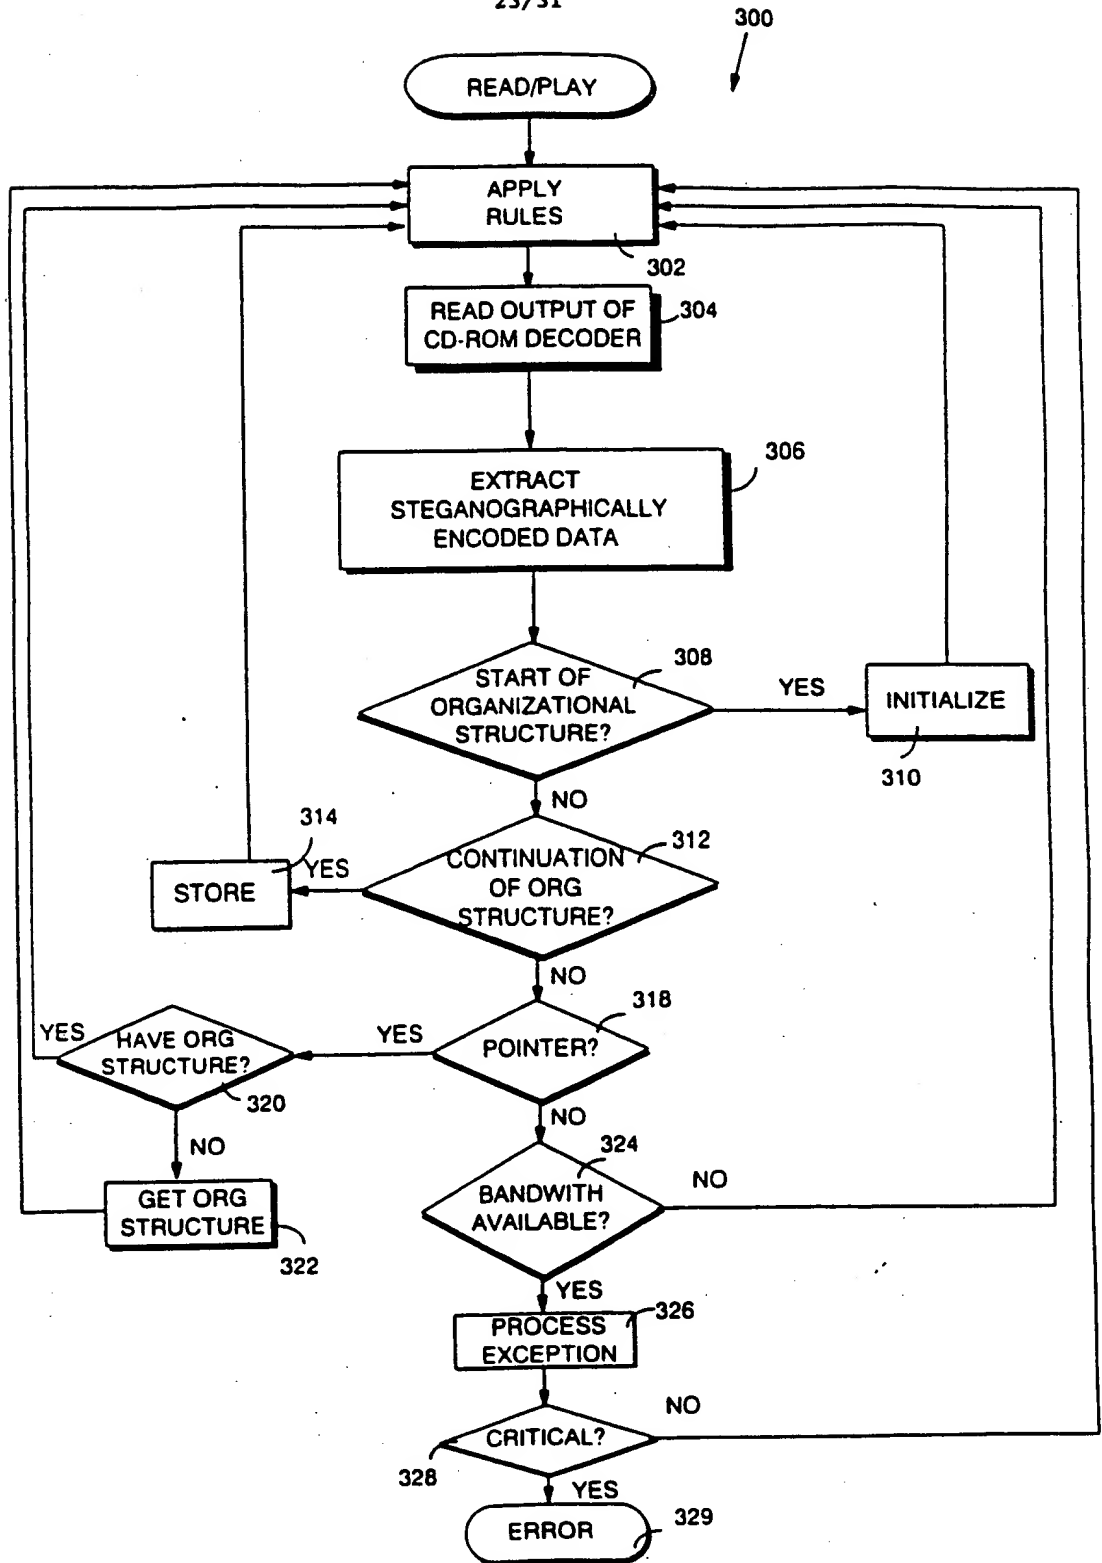 23/31
300
READ/PLAY
APPLY
RULES
302
READ OUTPUT OF
CD-ROM DECODER
304
EXTRACT
STEGANOGRAPHICALLY
ENCODED DATA
306
START OF
ORGANIZATIONAL
STRUCTURE?
308
YES
INITIALIZE
310
NO
CONTINUATION
OF ORG
STRUCTURE?
312
YES
314
STORE
NO
POINTER?
318
YES
HAVE ORG
STRUCTURE?
320
YES
NO
GET ORG
STRUCTURE
322
NO
BANDWITH
AVAILABLE?
324
NO
YES
PROCESS
EXCEPTION
326
CRITICAL?
328
NO
YES
ERROR
329